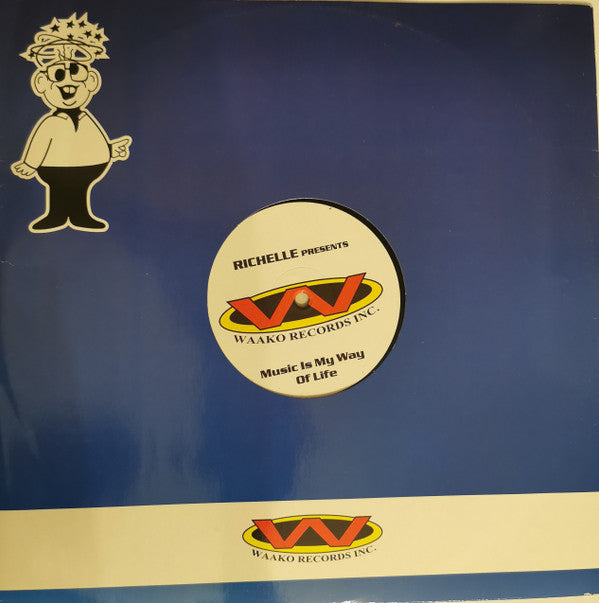 RICHELLE PRESENTS
W
WAAKO RECORDS INC.
Music Is My Way
Of Life
W
WAAKO RECORDS INC.